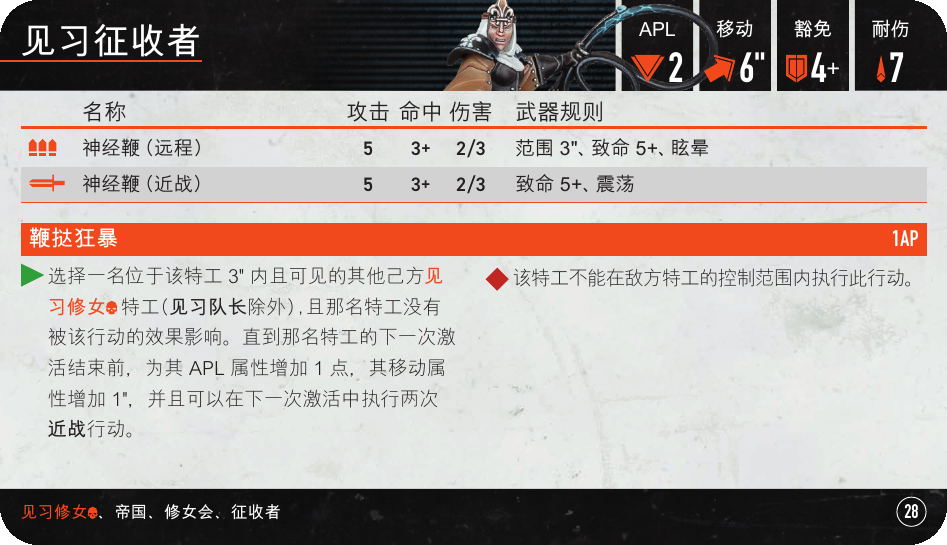 见习征收者
APL 移动 豁免 耐伤
2 6" 4+ 7
名称 攻击 命中 伤害 武器规则
神经鞭（远程） 5 3+ 2/3 范围 3"、致命 5+、眩晕
神经鞭（近战） 5 3+ 2/3 致命 5+、震荡
鞭挞狂暴 1AP
选择一名位于该特工 3" 内且可见的其他己方见
习修女特工（见习队长除外），且那名特工没有
被该行动的效果影响。直到那名特工的下一次激
活结束前，为其 APL 属性增加 1 点，其移动属
性增加 1"，并且可以在下一次激活中执行两次
近战行动。
该特工不能在敌方特工的控制范围内执行此行动。
见习修女、帝国、修女会、征收者
28